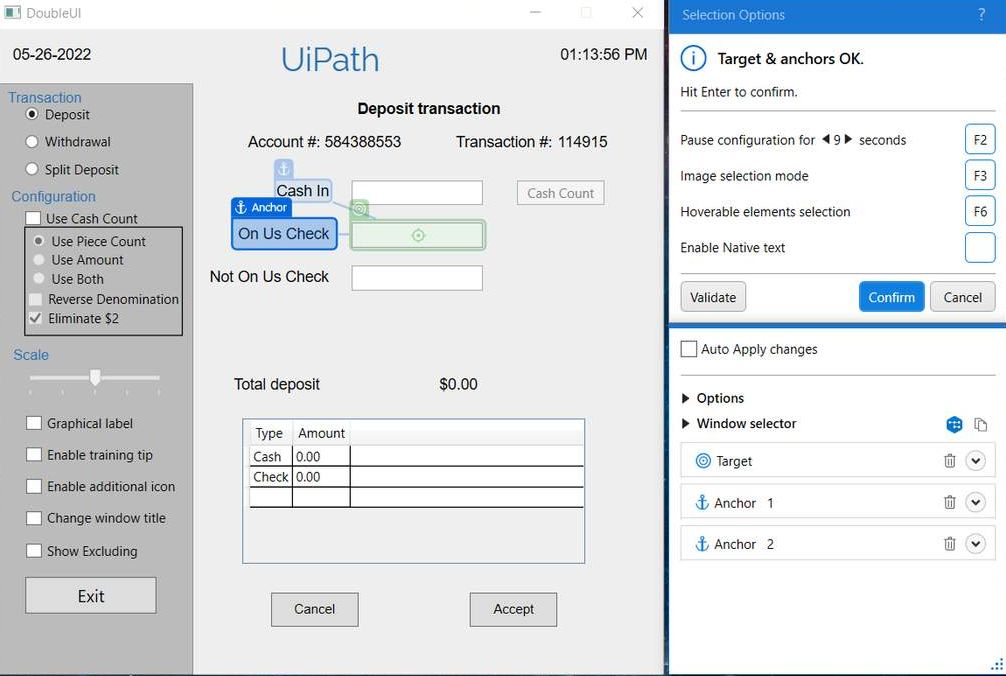 DoubleUI
05-26-2022
UiPath
01:13:56 PM
Transaction
Deposit
Withdrawal
Split Deposit
Configuration
Use Cash Count
Use Piece Count
Use Amount
Use Both
Reverse Denomination
Eliminate $2
Scale
Graphical label
Enable training tip
Enable additional icon
Change window title
Show Excluding
Exit
Deposit transaction
Account #: 584388553 Transaction #: 114915
Cash In
Cash Count
Anchor
On Us Check
Not On Us Check
Total deposit $0.00
Type Amount
Cash 0.00
Check 0.00
Cancel Accept
Selection Options ?
Target & anchors OK.
Hit Enter to confirm.
Pause configuration for 9 seconds F2
Image selection mode F3
Hoverable elements selection F6
Enable Native text
Validate Confirm Cancel
Auto Apply changes
Options
Window selector
Target
Anchor 1
Anchor 2